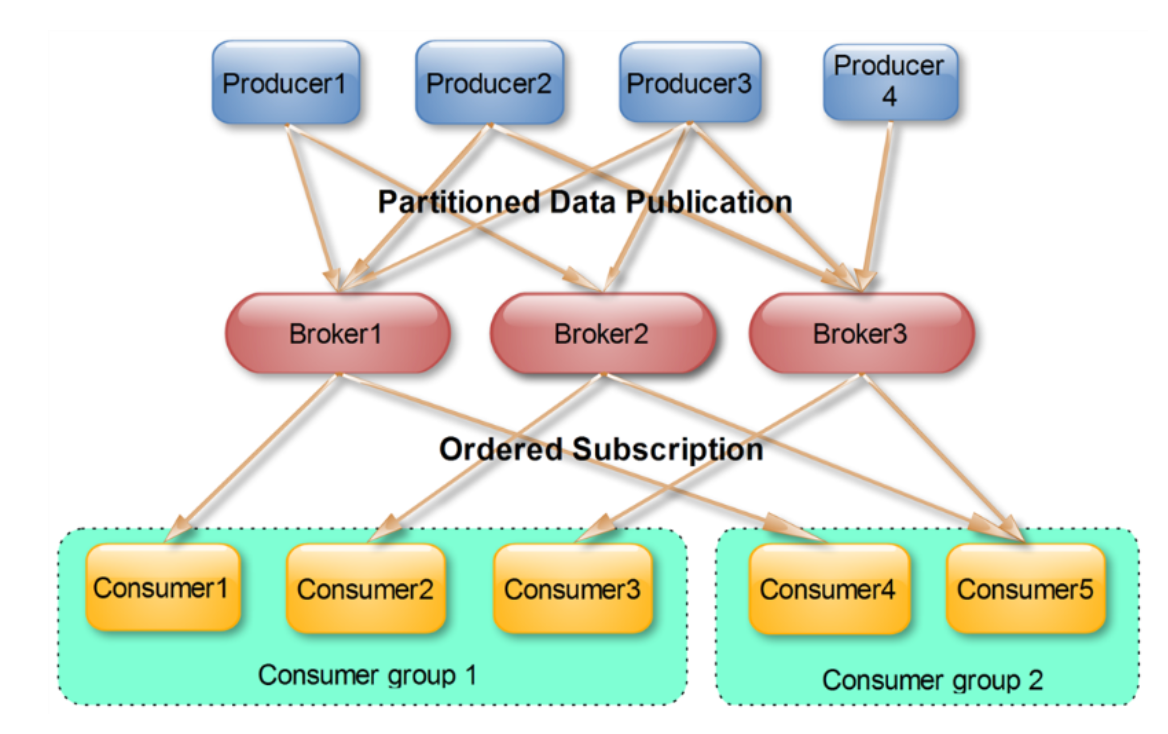 Producer1
Producer2
Producer3
Producer
4
Partitioned Data Publication
Broker1
Broker2
Broker3
Ordered Subscription
Consumer1
Consumer2
Consumer3
Consumer4
Consumer5
Consumer group 1
Consumer group 2